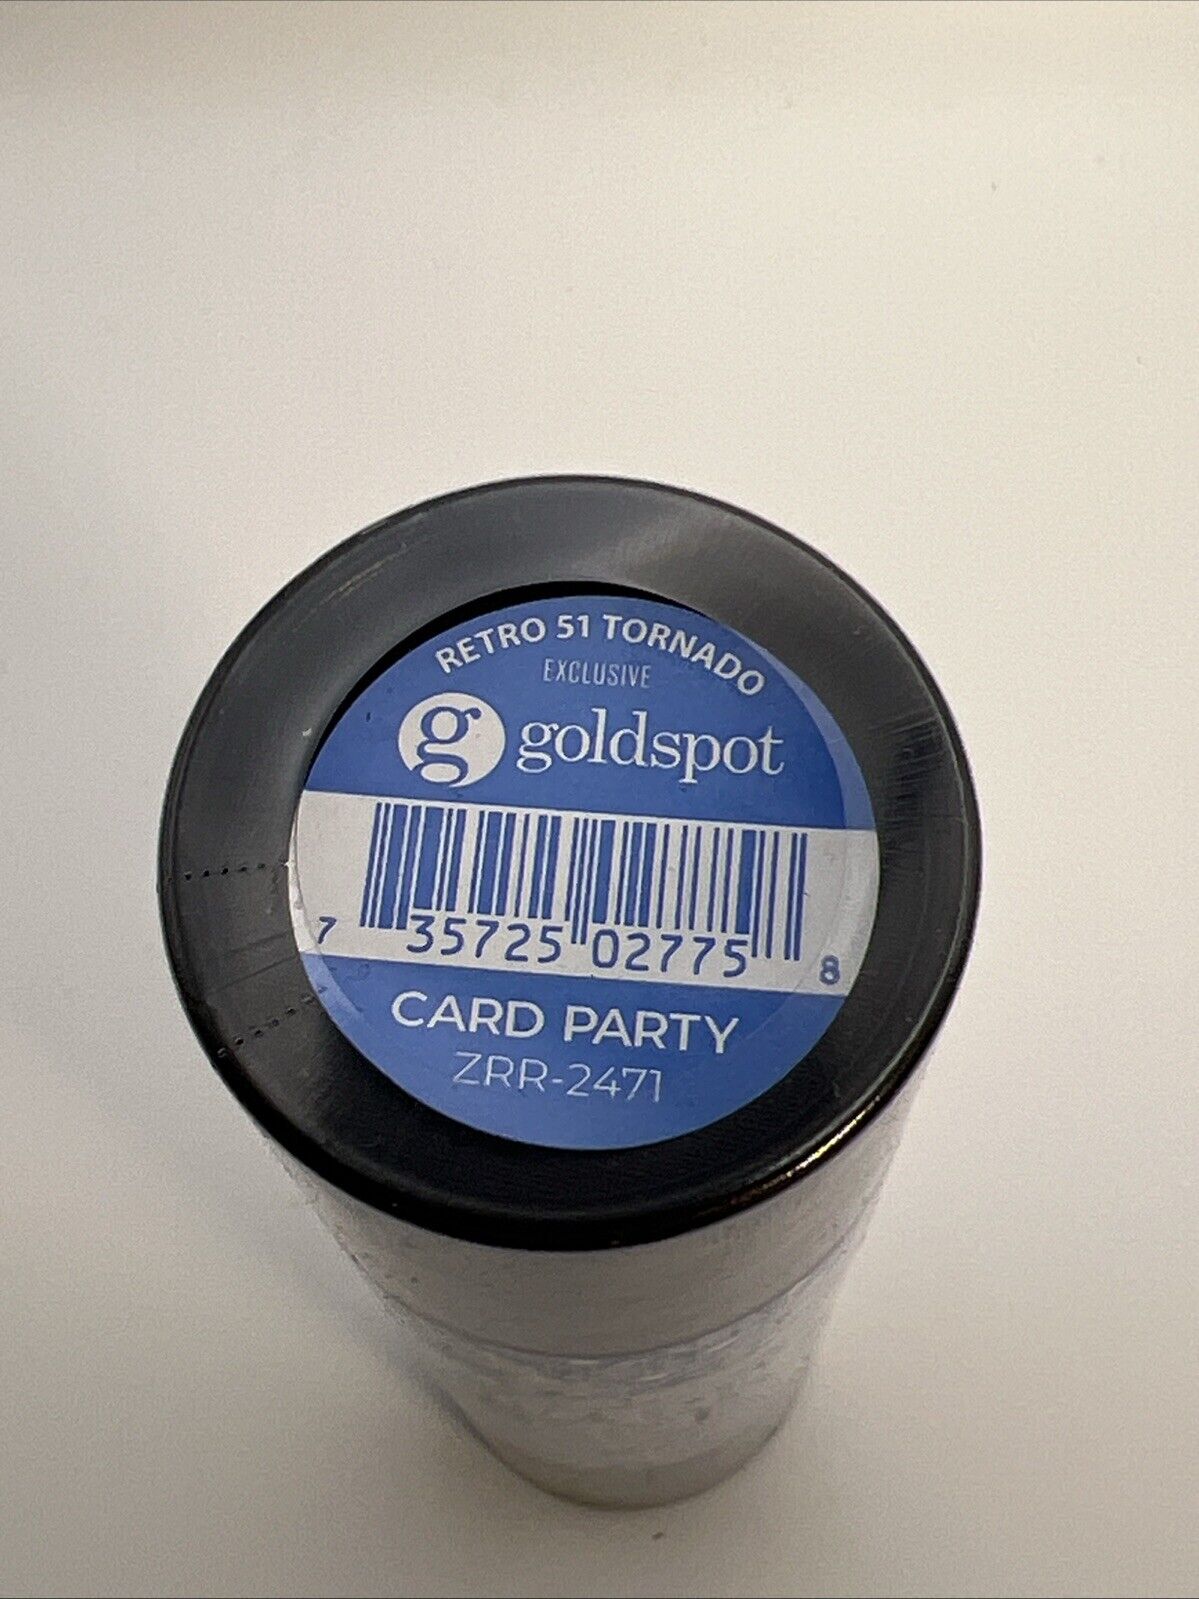 RETRO 51 TORNADO
EXCLUSIVE
g goldspot
7 35725 02775 8
CARD PARTY
ZRR-2471